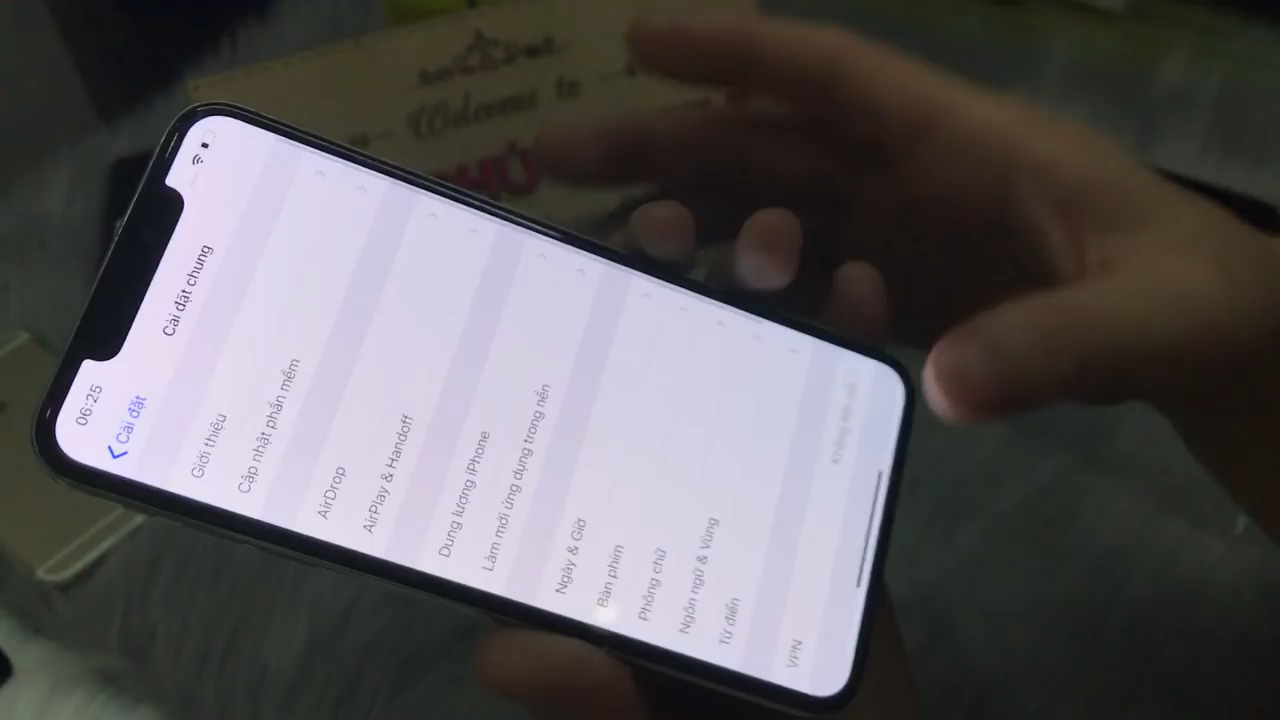 06:25
Cài đặt
Cài đặt chung
Giới thiệu
Cập nhật phần mềm
AirDrop
AirPlay & Handoff
Dung lượng iPhone
Làm mới ứng dụng trong nền
Ngày & Giờ
Bàn phím
Phông chữ
Ngôn ngữ & Vùng
Từ điển
VPN
Welcome to